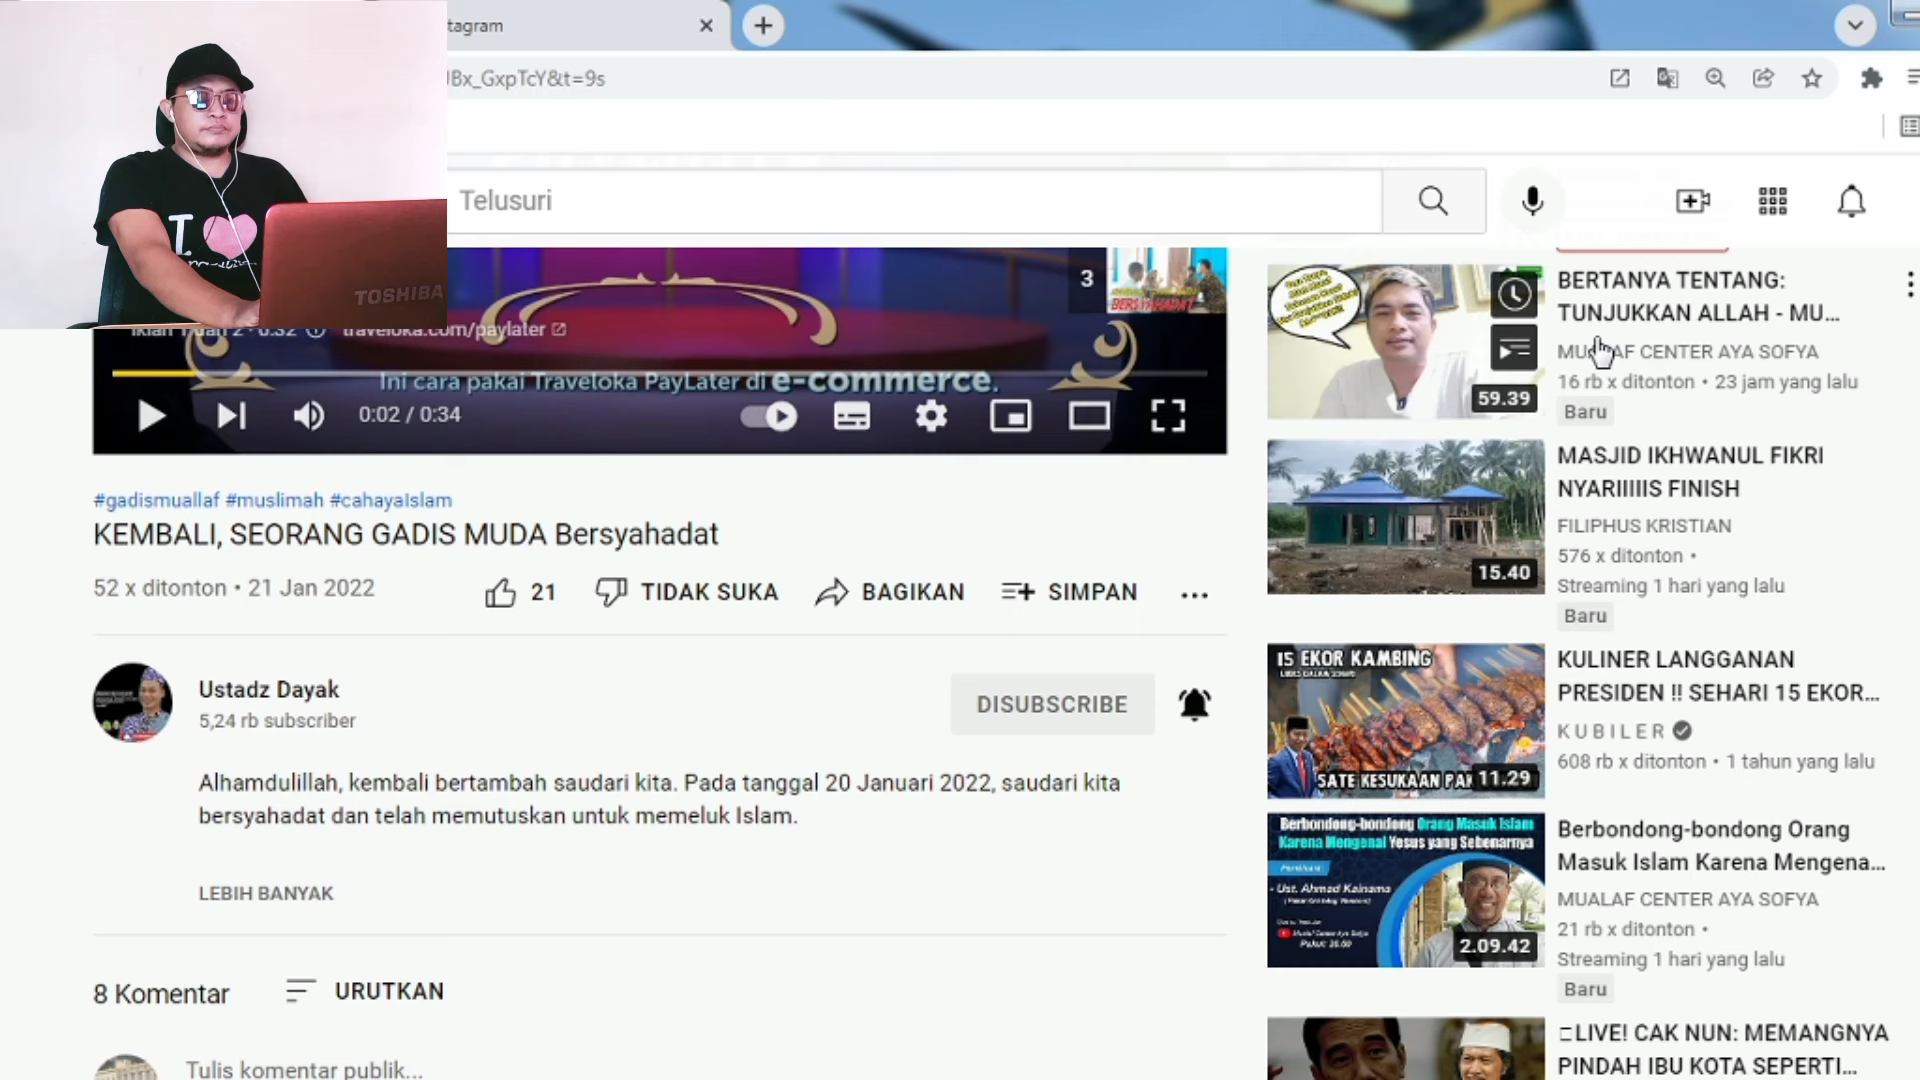 tagram
JBx_GxpTcY&t=9s
Telusuri
I
TOSHIBA
3
BERSYAHADAT
traveloka.com/paylater
Ini cara pakai Traveloka PayLater di e-commerce.
0:02 / 0:34
#gadismuallaf #muslimah #cahayaIslam
KEMBALI, SEORANG GADIS MUDA Bersyahadat
52 x ditonton • 21 Jan 2022
21
TIDAK SUKA
BAGIKAN
SIMPAN
Ustadz Dayak
5,24 rb subscriber
DISUBSCRIBE
Alhamdulillah, kembali bertambah saudari kita. Pada tanggal 20 Januari 2022, saudari kita
bersyahadat dan telah memutuskan untuk memeluk Islam.
LEBIH BANYAK
8 Komentar
URUTKAN
Tulis komentar publik...
59.39
BERTANYA TENTANG:
TUNJUKKAN ALLAH - MU...
MUALAF CENTER AYA SOFYA
16 rb x ditonton • 23 jam yang lalu
Baru
15.40
MASJID IKHWANUL FIKRI
NYARIIIIIS FINISH
FILIPHUS KRISTIAN
576 x ditonton •
Streaming 1 hari yang lalu
Baru
15 EKOR KAMBING
SATE KESUKAAN PAK
11.29
KULINER LANGGANAN
PRESIDEN !! SEHARI 15 EKOR...
K U B I L E R
608 rb x ditonton • 1 tahun yang lalu
Berbondong-bondong Orang Masuk Islam
Karena Mengenal Yesus yang Sebenarnya
- Ust. Ahmad Kainama
2.09.42
Berbondong-bondong Orang
Masuk Islam Karena Mengena...
MUALAF CENTER AYA SOFYA
21 rb x ditonton •
Streaming 1 hari yang lalu
Baru
LIVE! CAK NUN: MEMANGNYA
PINDAH IBU KOTA SEPERTI...